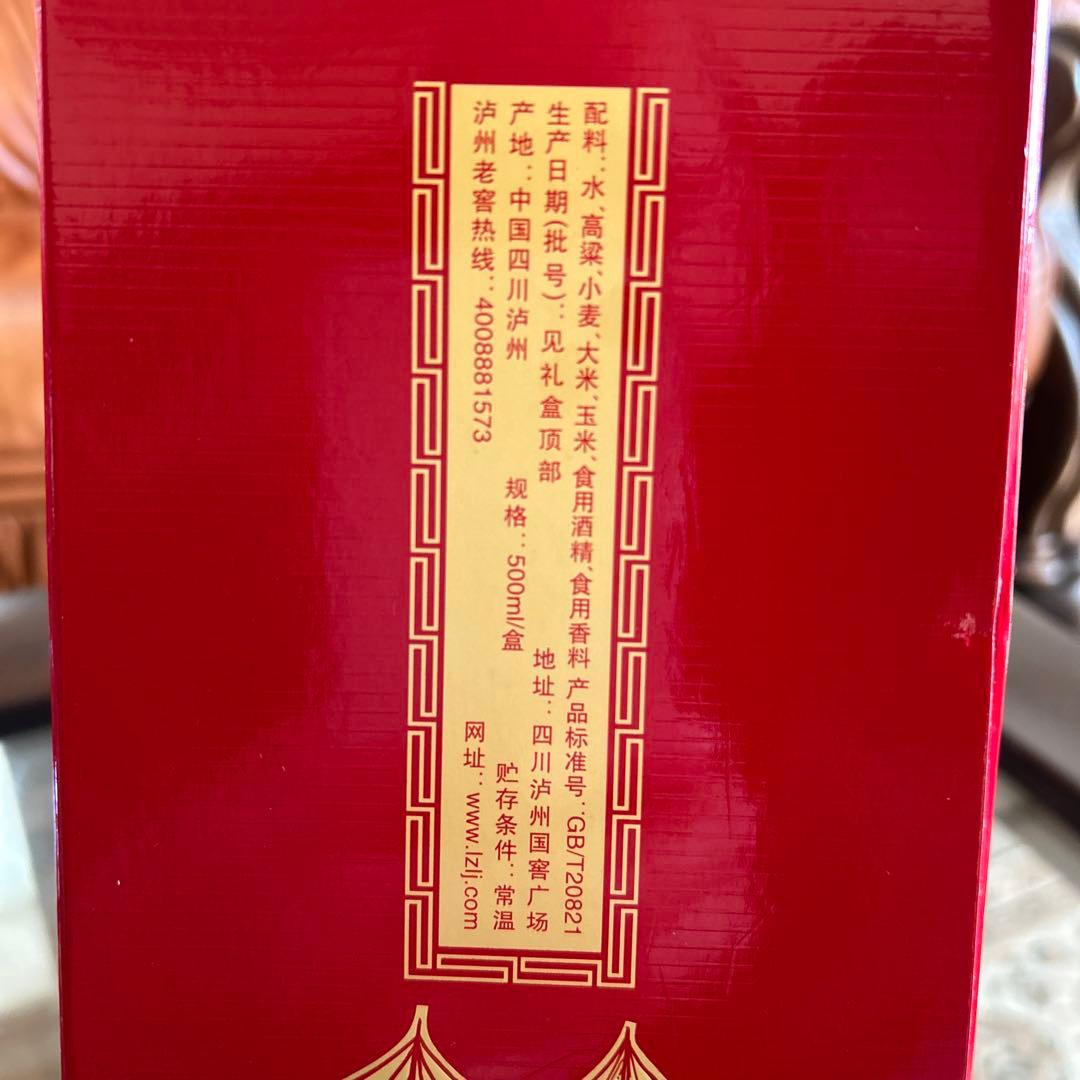 配料：水、高粱、小麦、大米、玉米、食用酒精、食用香料 产品标准号：GB/T20821
生产日期(批号)：见礼盒顶部 地址：四川泸州国窖广场
产地：中国四川泸州 规格：500ml/盒 贮存条件：常温
泸州老窖热线：4008881573 网址：www.lzlj.com